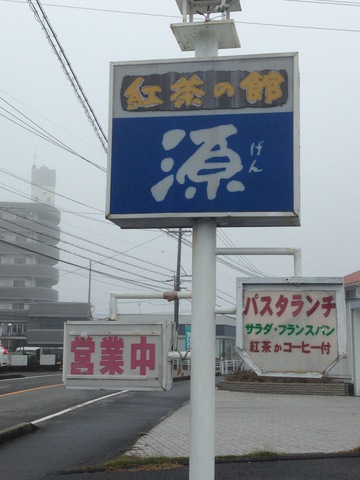 紅茶の館
源
げん
営業中
パスタランチ
サラダ・フランスパン
紅茶かコーヒー付